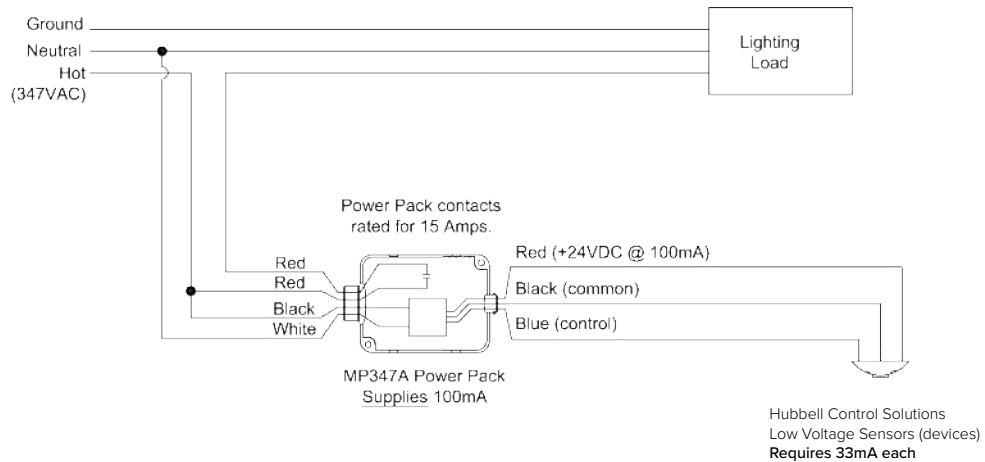 Ground
Neutral
Hot
(347VAC)
Lighting
Load
Power Pack contacts
rated for 15 Amps.
Red
Red
Black
White
Red (+24VDC @ 100mA)
Black (common)
Blue (control)
MP347A Power Pack
Supplies 100mA
Hubbell Control Solutions
Low Voltage Sensors (devices)
Requires 33mA each